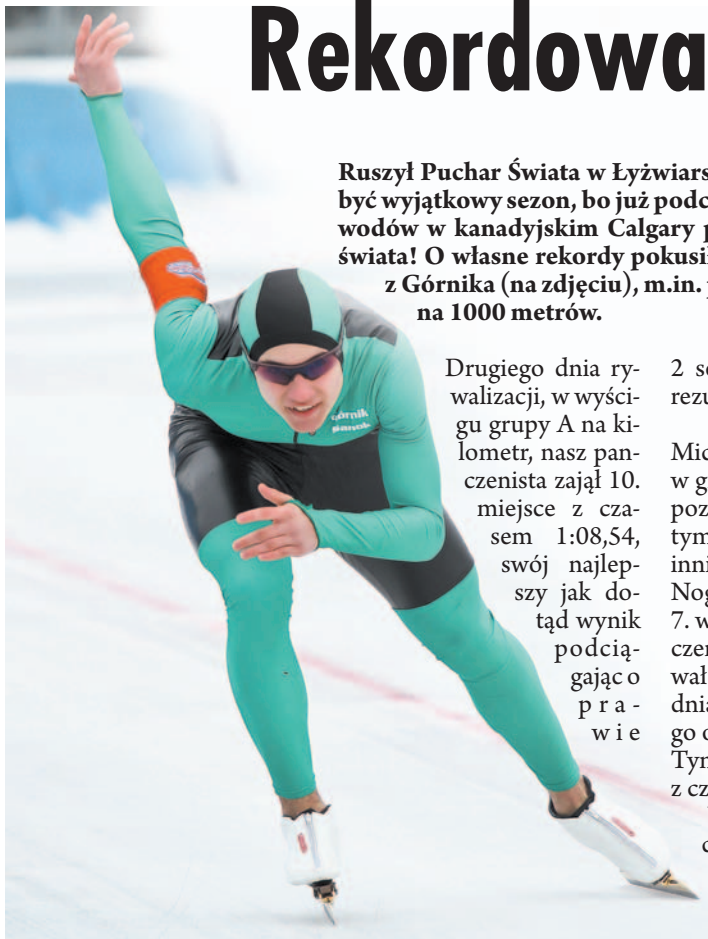 Rekordowa
Ruszył Puchar Świata w Łyżwiars
być wyjątkowy sezon, bo już podc
wodów w kanadyjskim Calgary p
świata! O własne rekordy pokusił
z Górnika (na zdjęciu), m.in. 
na 1000 metrów.
Drugiego dnia ry-
walizacji, w wyści-
gu grupy A na ki-
lometr, nasz pan-
czenista zajął 10.
miejsce z cza-
sem 1:08,54,
swój najlep-
szy jak do-
tąd wynik
podcią-
gając o
pra-
wie
2 se
rezu
Mic
w g
poz
tym
inni
Nog
7. w
czer
wał
dnia
go o
Tyn
z cz
górnik
sanok